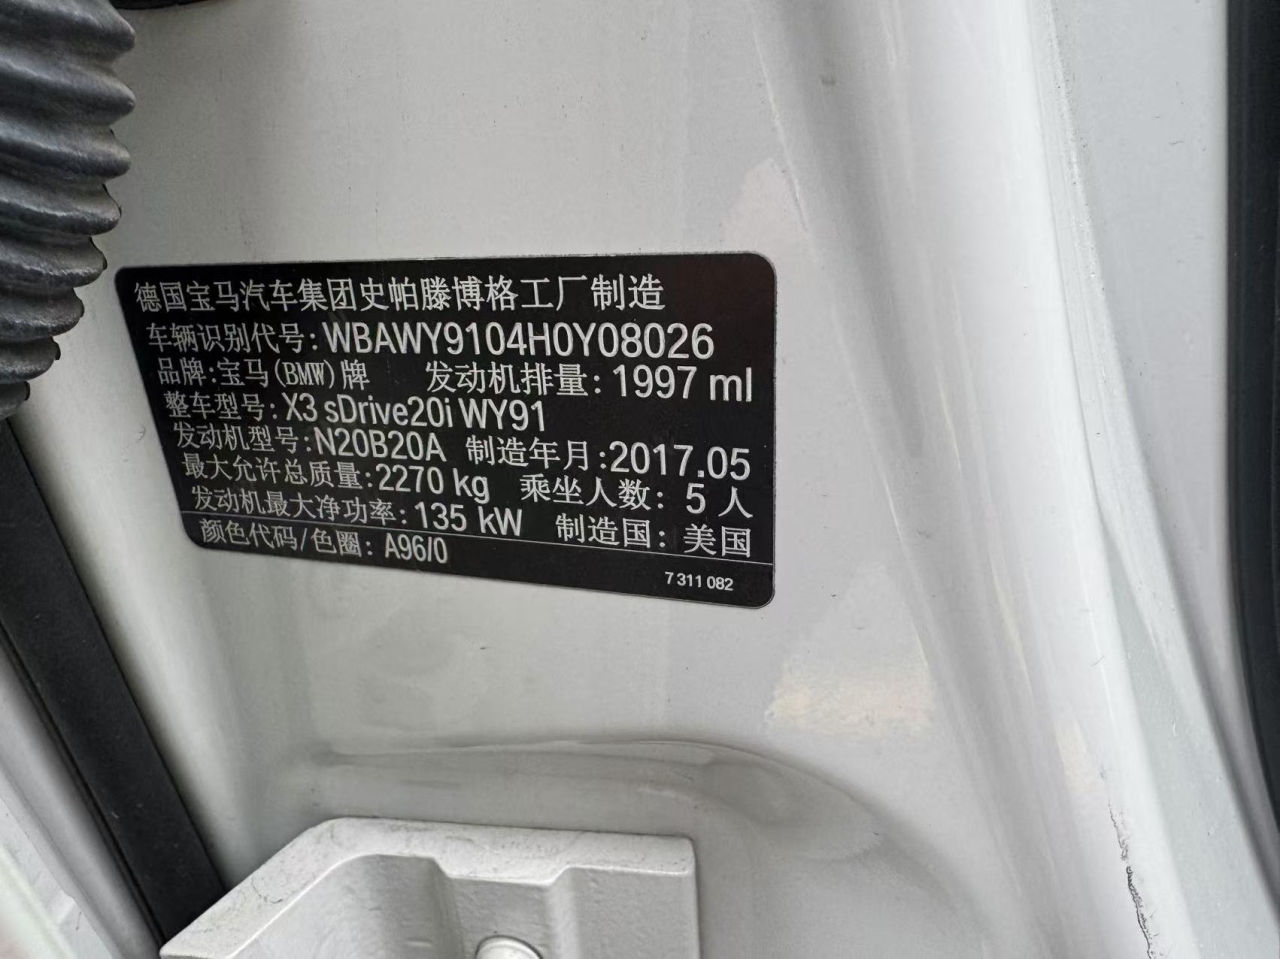 德国宝马汽车集团史帕滕博格工厂制造
车辆识别代号: WBAWY9104H0Y08026
品牌:宝马(BMW)牌 发动机排量: 1997 ml
整车型号: X3 sDrive20i WY91
发动机型号: N20B20A 制造年月:2017.05
最大允许总质量: 2270 kg 乘坐人数: 5 人
发动机最大净功率: 135 kW 制造国: 美国
颜色代码/色圈: A96/0
7 311 082